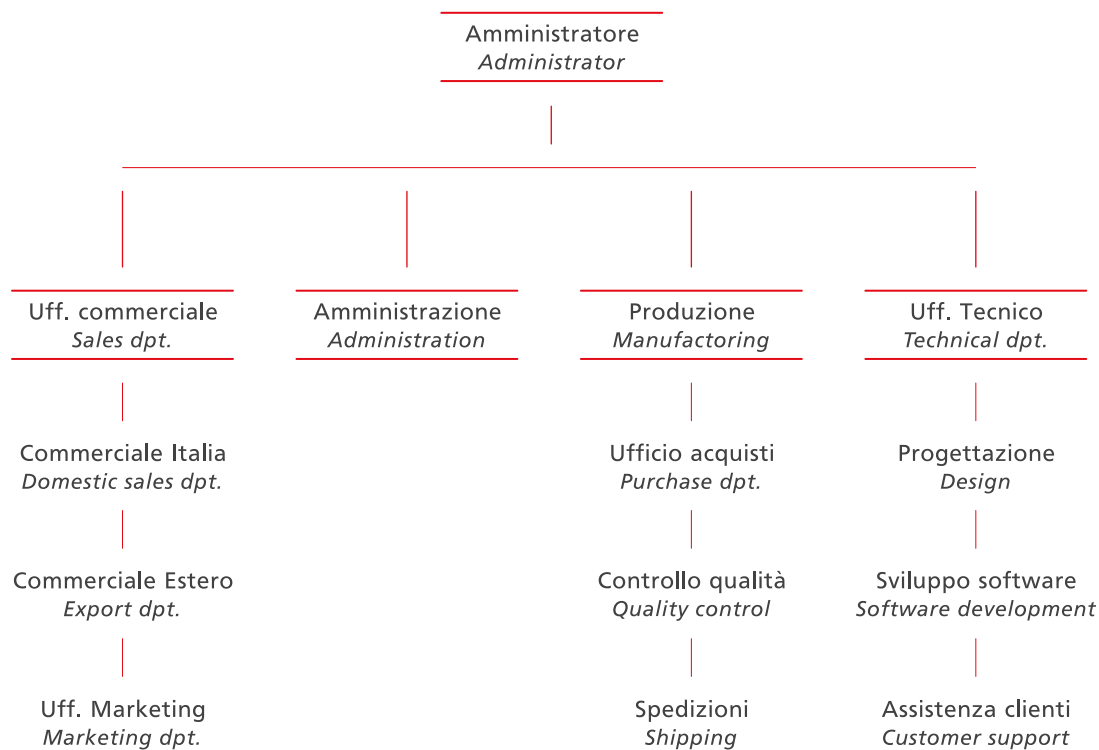 Amministratore
Administrator
Uff. commerciale
Sales dpt.
Amministrazione
Administration
Produzione
Manufactoring
Uff. Tecnico
Technical dpt.
Commerciale Italia
Domestic sales dpt.
Ufficio acquisti
Purchase dpt.
Progettazione
Design
Commerciale Estero
Export dpt.
Controllo qualità
Quality control
Sviluppo software
Software development
Uff. Marketing
Marketing dpt.
Spedizioni
Shipping
Assistenza clienti
Customer support